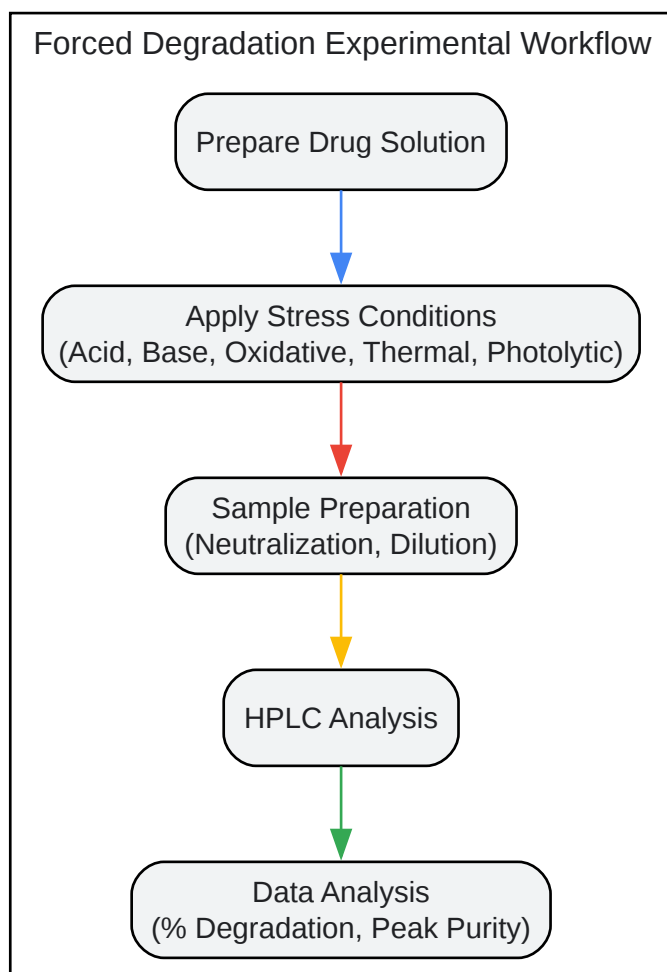 Forced Degradation Experimental Workflow
Prepare Drug Solution
Apply Stress Conditions
(Acid, Base, Oxidative, Thermal, Photolytic)
Sample Preparation
(Neutralization, Dilution)
HPLC Analysis
Data Analysis
(% Degradation, Peak Purity)